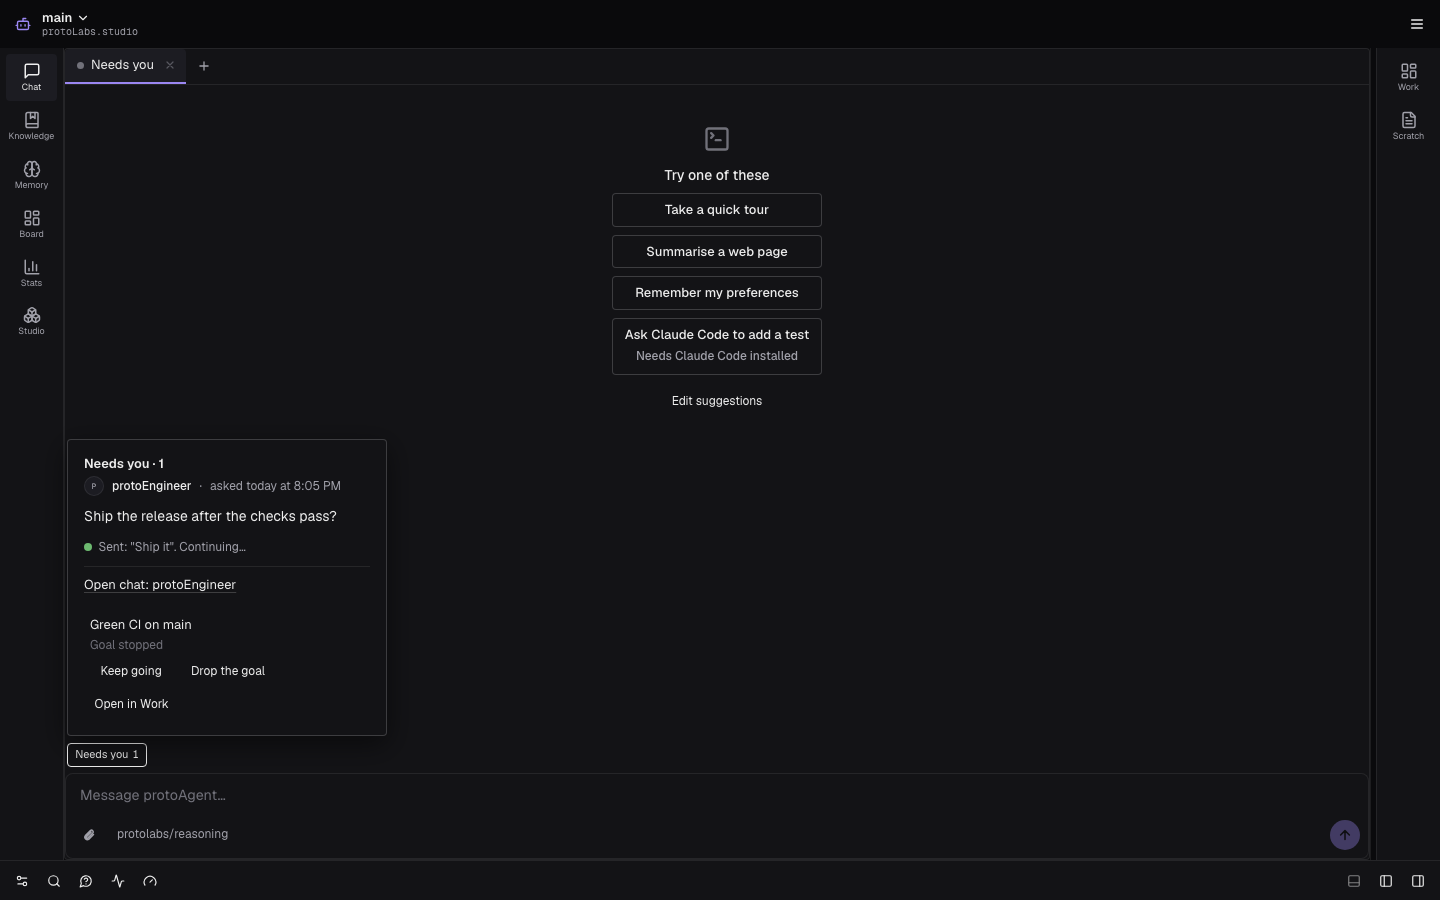 main
protoLabs.studio
Chat
Knowledge
Memory
Board
Stats
Studio
Needs you
Work
Scratch
Try one of these
Take a quick tour
Summarise a web page
Remember my preferences
Ask Claude Code to add a test
Needs Claude Code installed
Edit suggestions
Needs you · 1
P protoEngineer · asked today at 8:05 PM
Ship the release after the checks pass?
Sent: "Ship it". Continuing…
Open chat: protoEngineer
Green CI on main
Goal stopped
Keep going Drop the goal
Open in Work
Needs you 1
Message protoAgent…
protolabs/reasoning